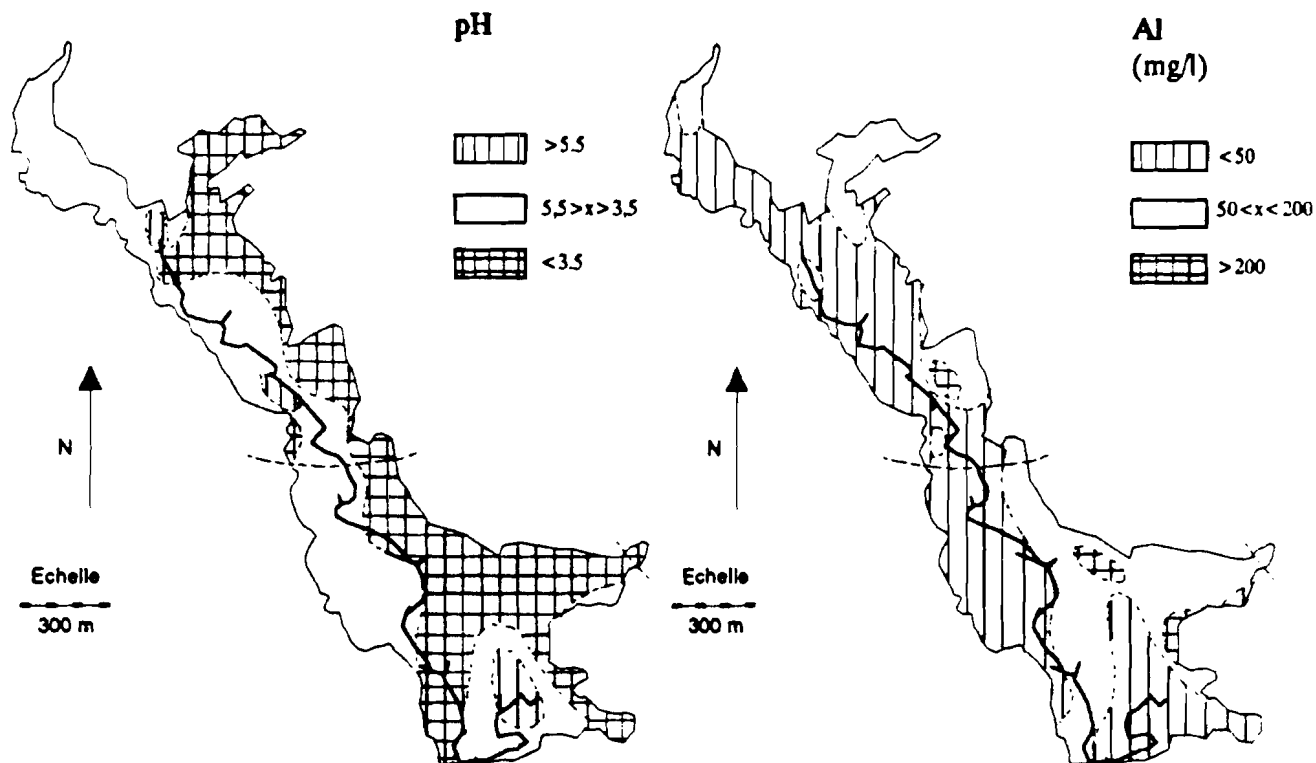 pH
>5.5
5,5>x>3,5
<3.5
N
Echelle
300 m
Al
(mg/l)
<50
50<x<200
>200
N
Echelle
300 m